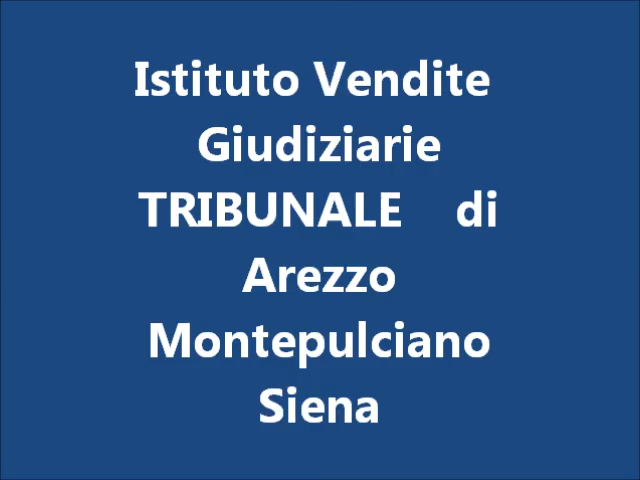 Istituto Vendite
Giudiziarie
TRIBUNALE di
Arezzo
Montepulciano
Siena